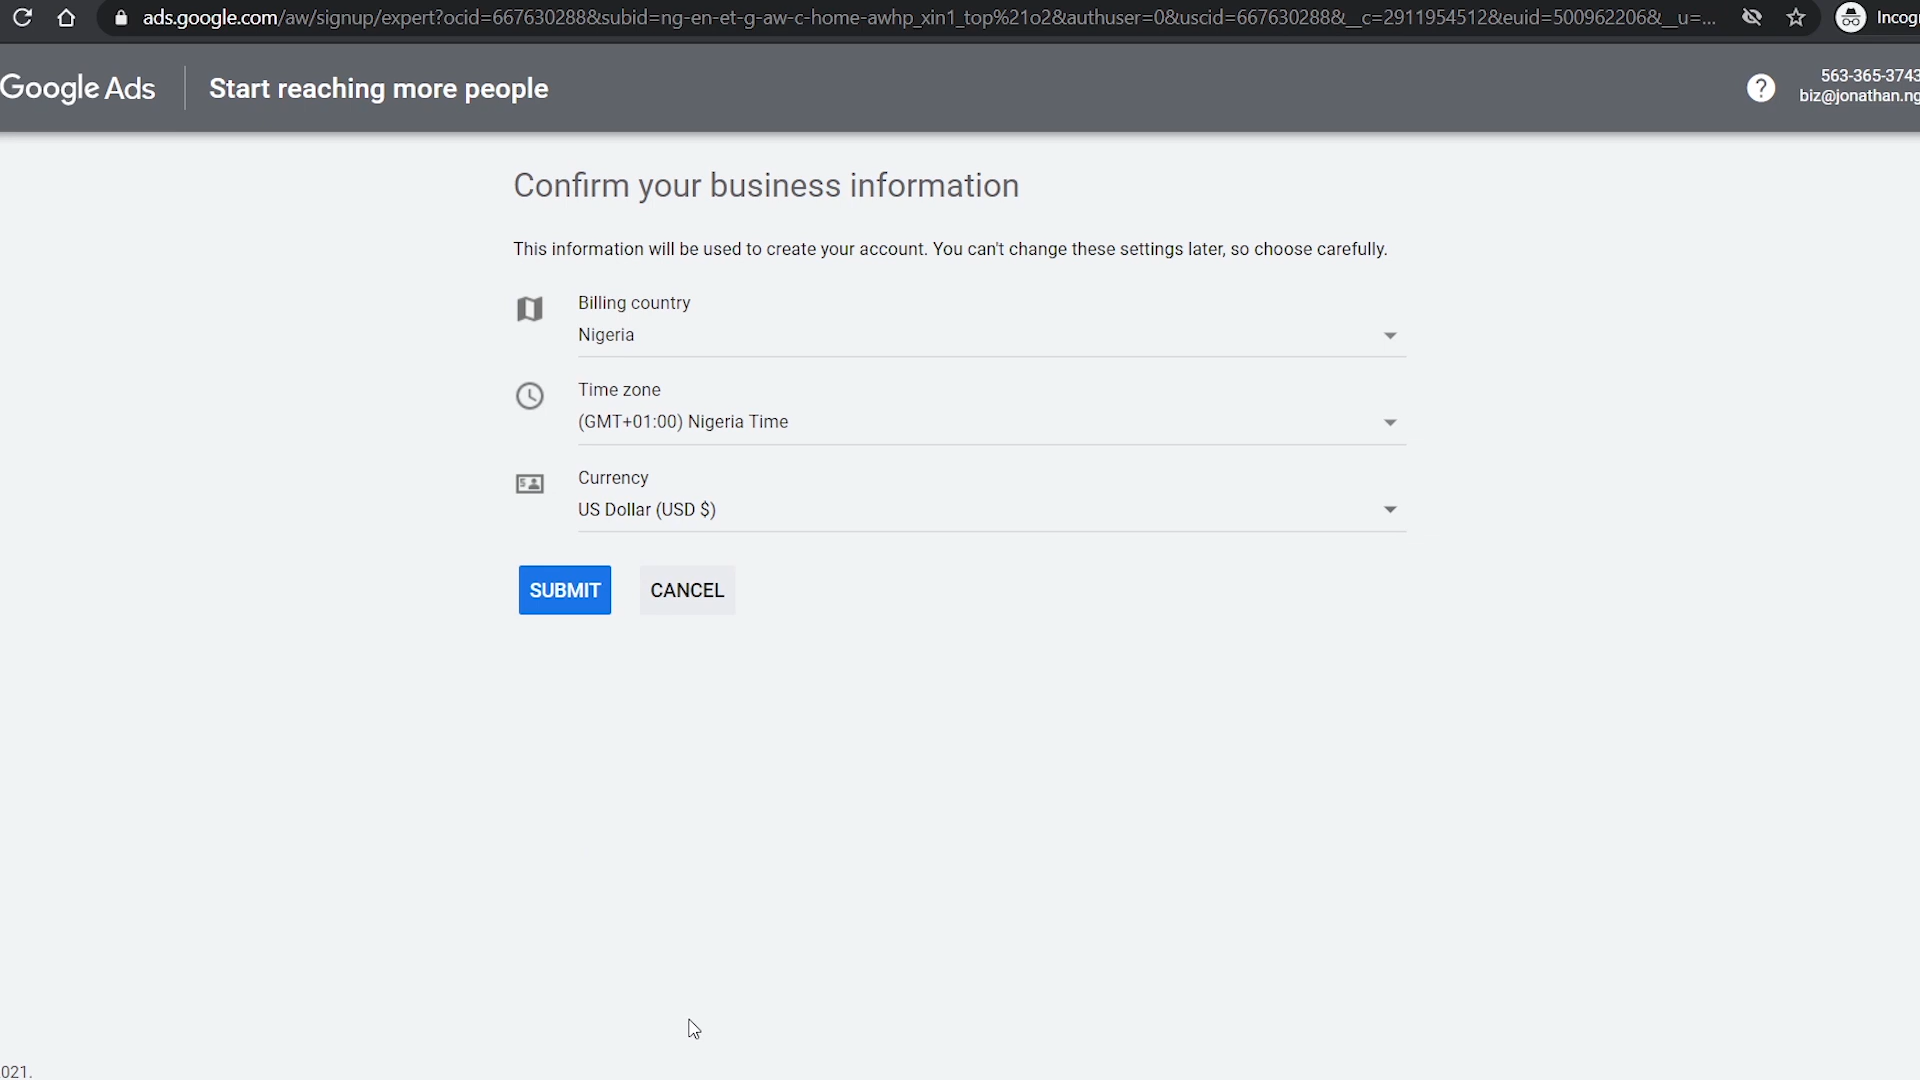 ads.google.com/aw/signup/expert?ocid=667630288&subid=ng-en-et-g-aw-c-home-awhp_xin1_top%21o2&authuser=0&uscid=667630288&__c=2911954512&euid=500962206&__u=...
Incogn
Google Ads
Start reaching more people
?
563-365-3743
biz@jonathan.ng
Confirm your business information
This information will be used to create your account. You can't change these settings later, so choose carefully.
Billing country
Nigeria
Time zone
(GMT+01:00) Nigeria Time
Currency
US Dollar (USD $)
SUBMIT
CANCEL
021.